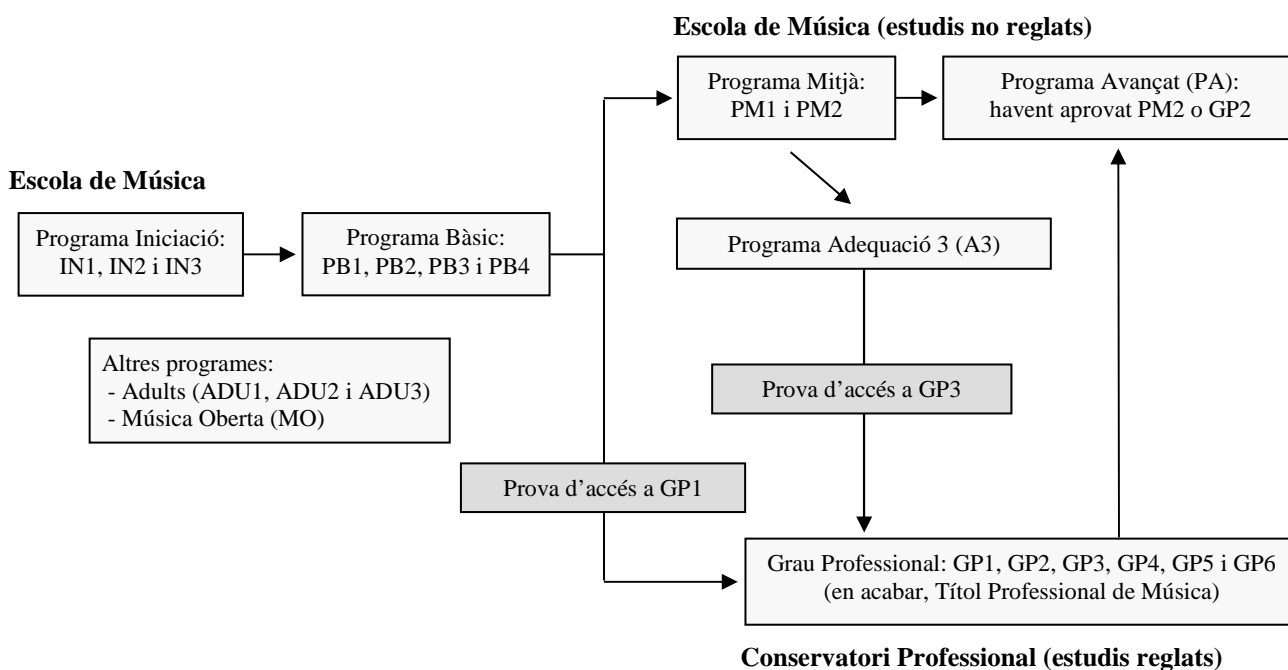 Escola de Música (estudis no reglats)
Programa Mitjà:
PM1 i PM2
Programa Avançat (PA):
havent aprovat PM2 o GP2
Escola de Música
Programa Iniciació:
IN1, IN2 i IN3
Programa Bàsic:
PB1, PB2, PB3 i PB4
Programa Adequació 3 (A3)
Altres programes:
- Adults (ADU1, ADU2 i ADU3)
- Música Oberta (MO)
Prova d'accés a GP3
Prova d’accés a GP1
Grau Professional: GP1, GP2, GP3, GP4, GP5 i GP6
(en acabar, Títol Professional de Música)
Conservatori Professional (estudis reglats)